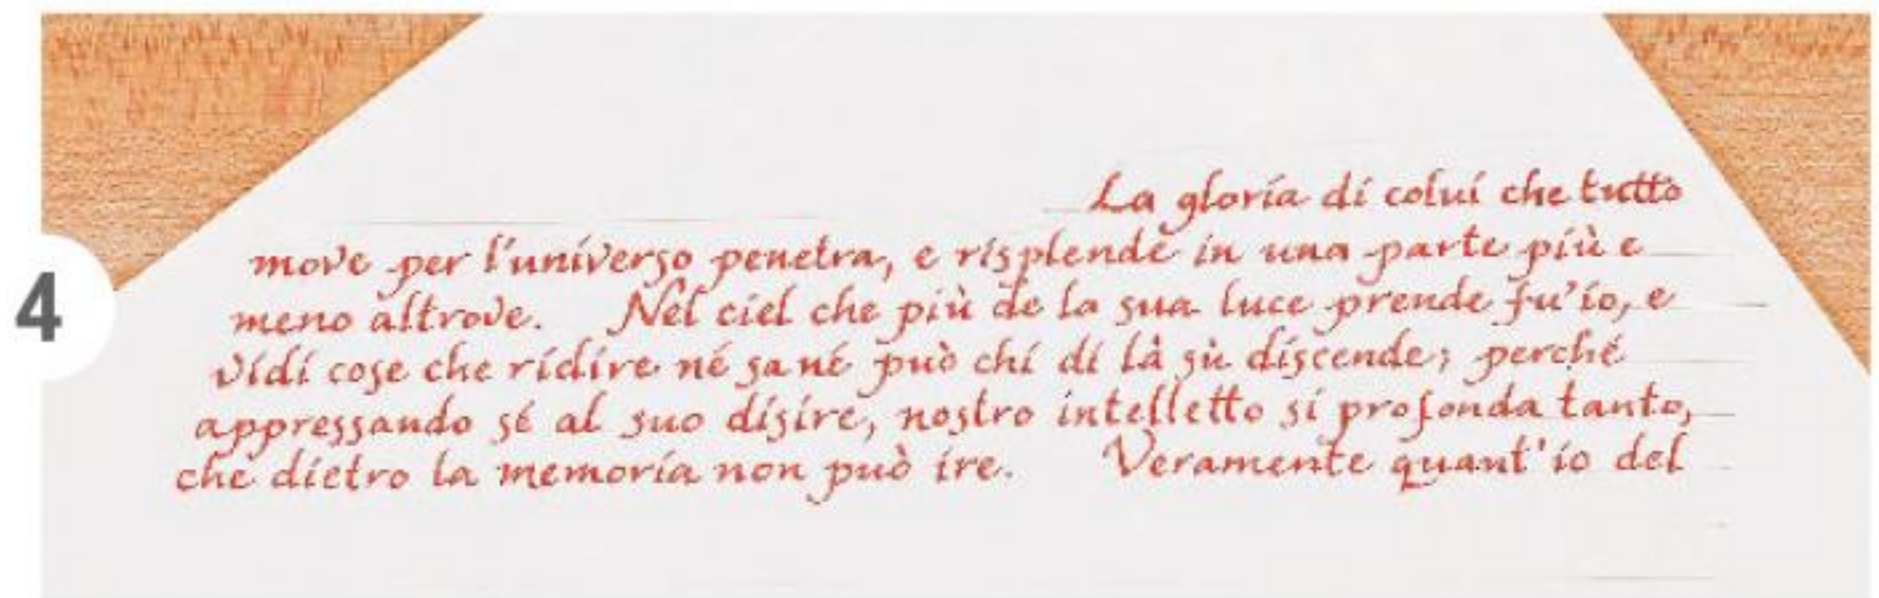 4
La gloria di colui che tutto
move per l'universo penetra, e risplende in una parte più e
meno altrove. Nel ciel che più de la sua luce prende fu'io, e
vidi cose che ridire né sa né può chi di là sù discende; perché
appressando sé al suo disire, nostro intelletto si profonda tanto,
che dietro la memoria non può ire. Veramente quant'io del